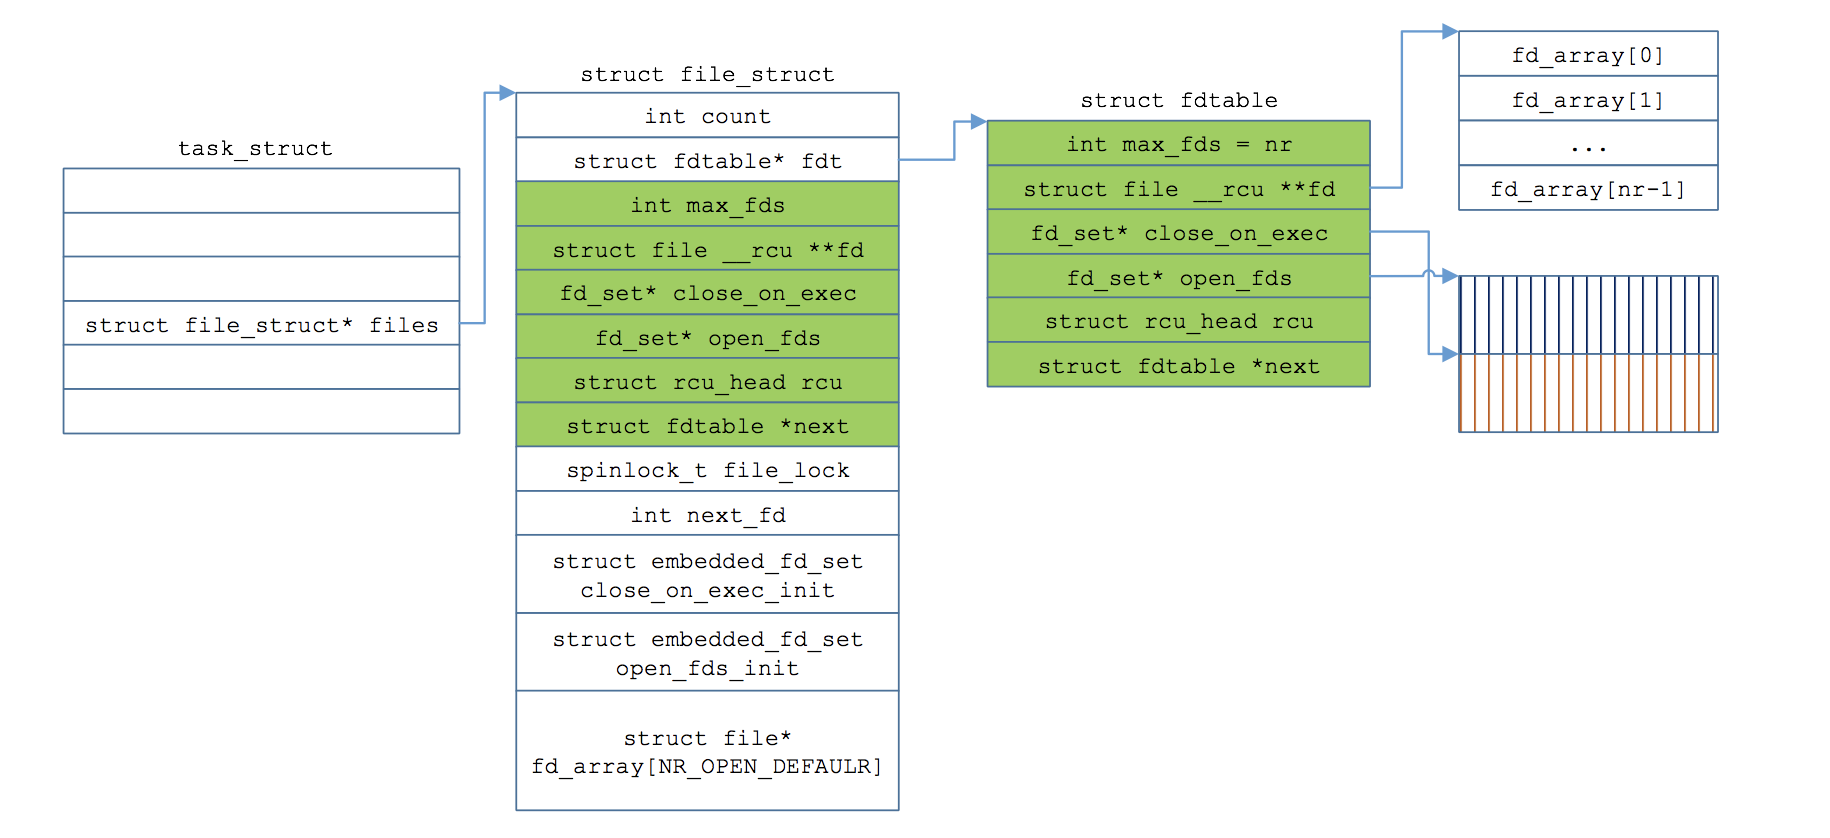 task_struct
struct file_struct* files
struct file_struct
int count
struct fdtable* fdt
int max_fds
struct file __rcu **fd
fd_set* close_on_exec
fd_set* open_fds
struct rcu_head rcu
struct fdtable *next
spinlock_t file_lock
int next_fd
struct embedded_fd_set
close_on_exec_init
struct embedded_fd_set
open_fds_init
struct file*
fd_array[NR_OPEN_DEFAULR]
struct fdtable
int max_fds = nr
struct file __rcu **fd
fd_set* close_on_exec
fd_set* open_fds
struct rcu_head rcu
struct fdtable *next
fd_array[0]
fd_array[1]
...
fd_array[nr-1]